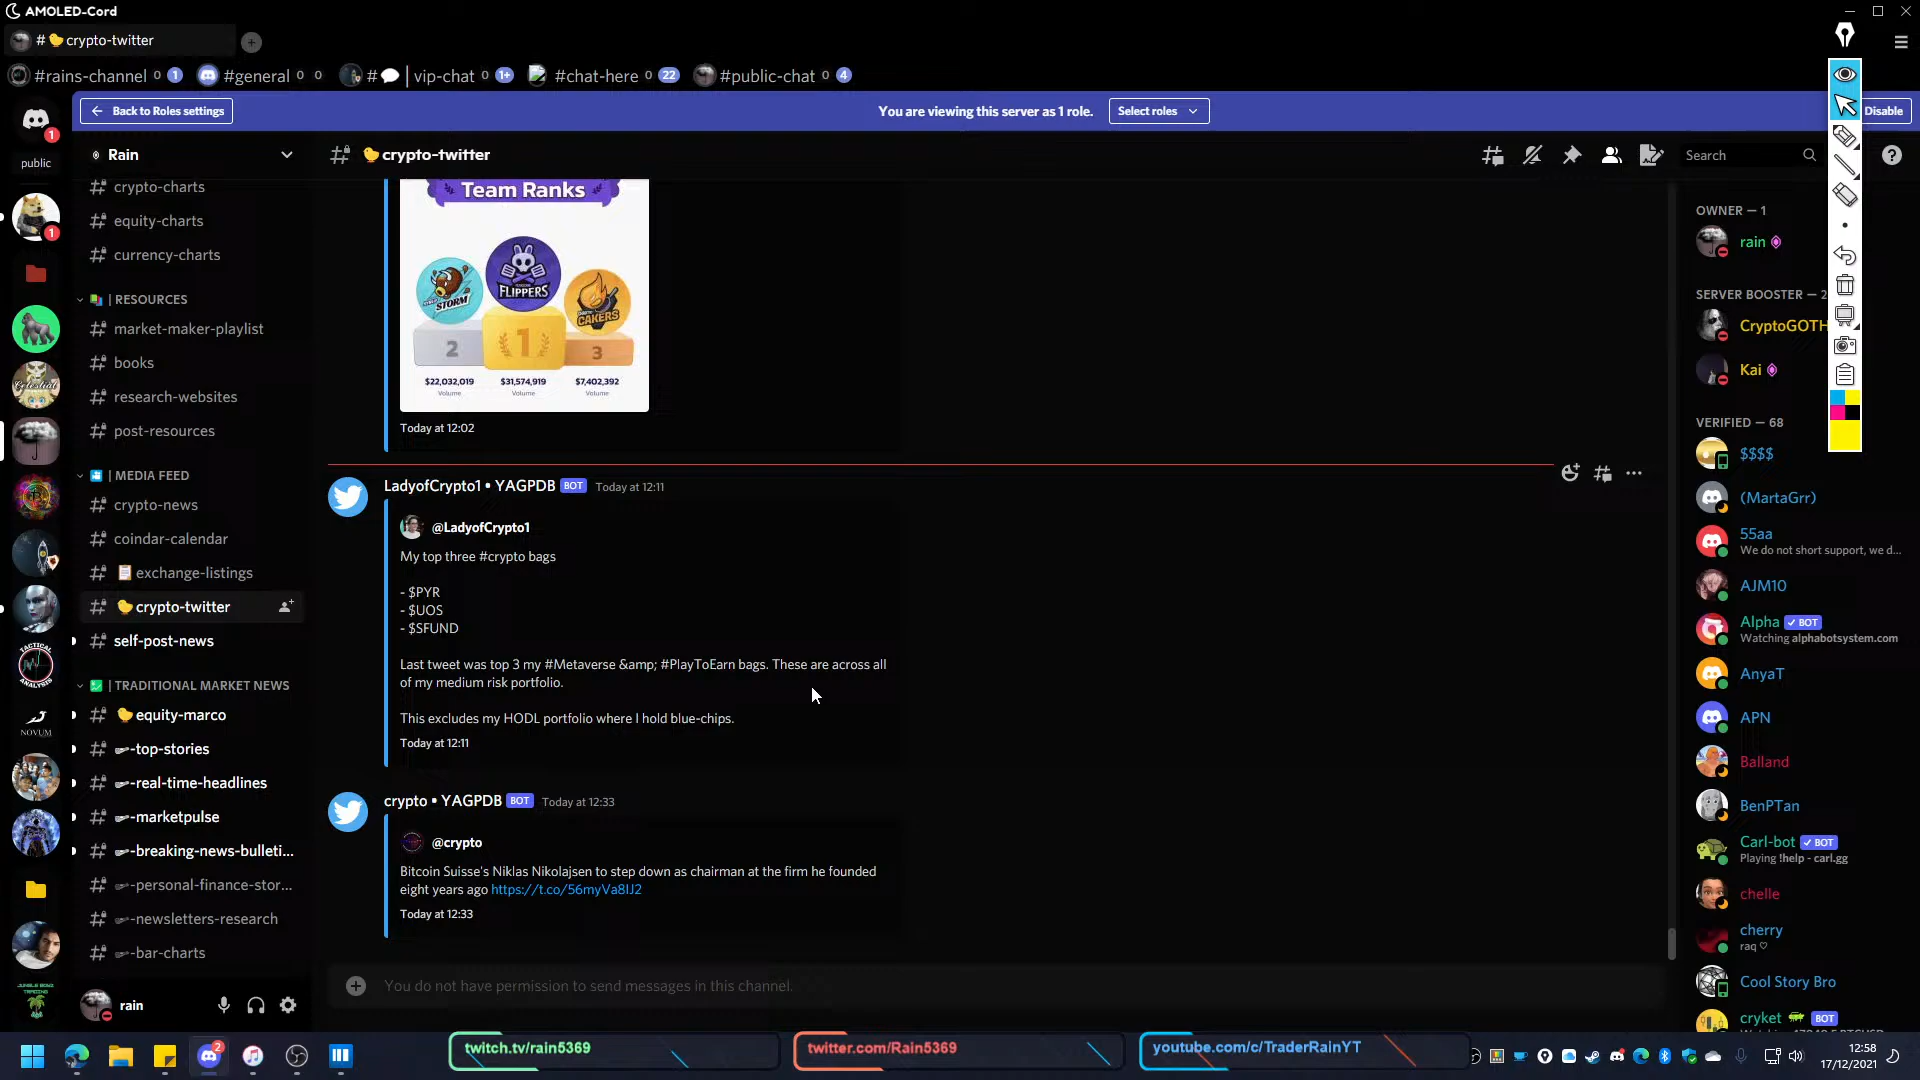 AMOLED-Cord
# crypto-twitter
#rains-channel 0 1
#general 0 0
# | vip-chat 0 1+
#chat-here 0 22
#public-chat 0 4
Back to Roles settings
You are viewing this server as 1 role.
Select roles
Disable
1
public
1
Rain
crypto-charts
equity-charts
currency-charts
| RESOURCES
market-maker-playlist
books
research-websites
post-resources
| MEDIA FEED
crypto-news
coindar-calendar
exchange-listings
crypto-twitter
self-post-news
| TRADITIONAL MARKET NEWS
equity-marco
-top-stories
-real-time-headlines
-marketpulse
-breaking-news-bulleti...
-personal-finance-stor...
-newsletters-research
-bar-charts
rain
Celestial
TACTICAL
ANALYSIS
NOVUM
crypto-twitter
Search
Team Ranks
STORM
FLIPPERS
CAKERS
2
1
3
$22,032,019
$31,574,919
$7,402,392
Volume
Volume
Volume
Today at 12:02
LadyofCrypto1 • YAGPDB BOT Today at 12:11
@LadyofCrypto1
My top three #crypto bags
- $PYR
- $UOS
- $SFUND
Last tweet was top 3 my #Metaverse &amp; #PlayToEarn bags. These are across all
of my medium risk portfolio.
This excludes my HODL portfolio where I hold blue-chips.
Today at 12:11
crypto • YAGPDB BOT Today at 12:33
@crypto
Bitcoin Suisse's Niklas Nikolajsen to step down as chairman at the firm he founded
eight years ago https://t.co/56myVa8IJ2
Today at 12:33
You do not have permission to send messages in this channel.
OWNER — 1
rain
SERVER BOOSTER — 2
CryptoGOTH
Kai
VERIFIED — 68
$$$$
(MartaGrr)
55aa
We do not short support, we d...
AJM10
Alpha BOT
Watching alphabotsystem.com
AnyaT
APN
Balland
BenPTan
Carl-bot BOT
Playing !help - carl.gg
chelle
cherry
raq ♡
Cool Story Bro
cryket BOT
2
twitch.tv/rain5369
twitter.com/Rain5369
youtube.com/c/TraderRainYT
12:58
17/12/2021